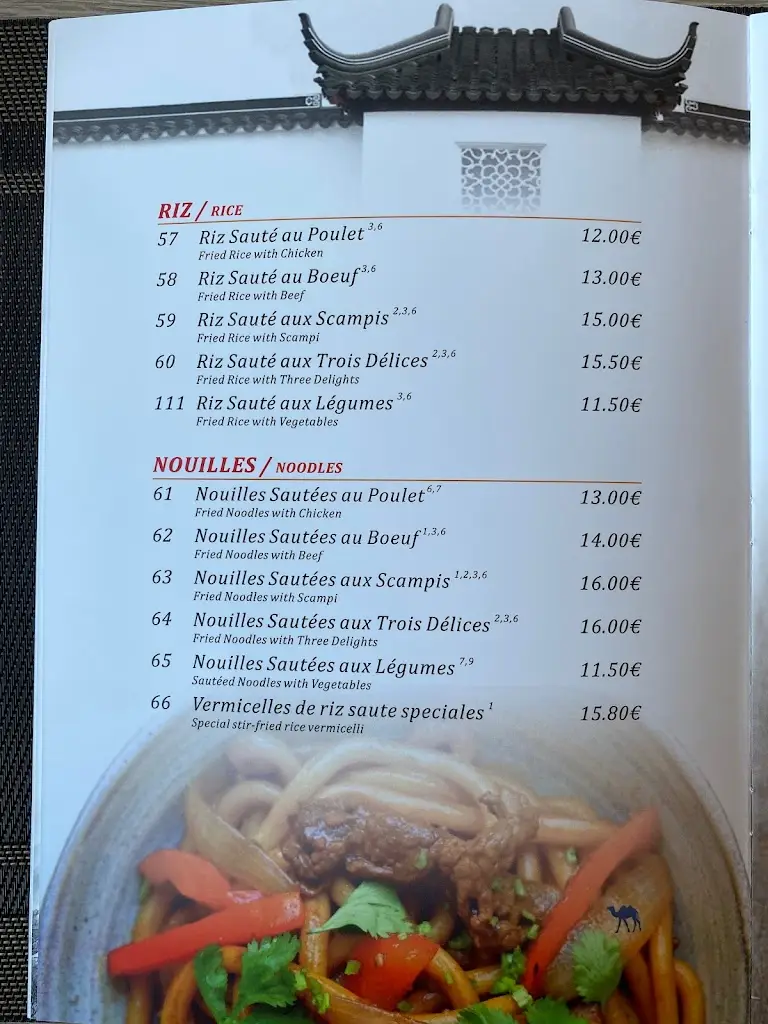 RIZ / RICE
57 Riz Sauté au Poulet 3,6 12.00€
Fried Rice with Chicken
58 Riz Sauté au Boeuf 3,6 13.00€
Fried Rice with Beef
59 Riz Sauté aux Scampis 2,3,6 15.00€
Fried Rice with Scampi
60 Riz Sauté aux Trois Délices 2,3,6 15.50€
Fried Rice with Three Delights
111 Riz Sauté aux Légumes 3,6 11.50€
Fried Rice with Vegetables
NOUILLES / NOODLES
61 Nouilles Sautées au Poulet 6,7 13.00€
Fried Noodles with Chicken
62 Nouilles Sautées au Boeuf 1,3,6 14.00€
Fried Noodles with Beef
63 Nouilles Sautées aux Scampis 1,2,3,6 16.00€
Fried Noodles with Scampi
64 Nouilles Sautées aux Trois Délices 2,3,6 16.00€
Fried Noodles with Three Delights
65 Nouilles Sautées aux Légumes 7,9 11.50€
Sautéed Noodles with Vegetables
66 Vermicelles de riz saute speciales 1 15.80€
Special stir-fried rice vermicelli